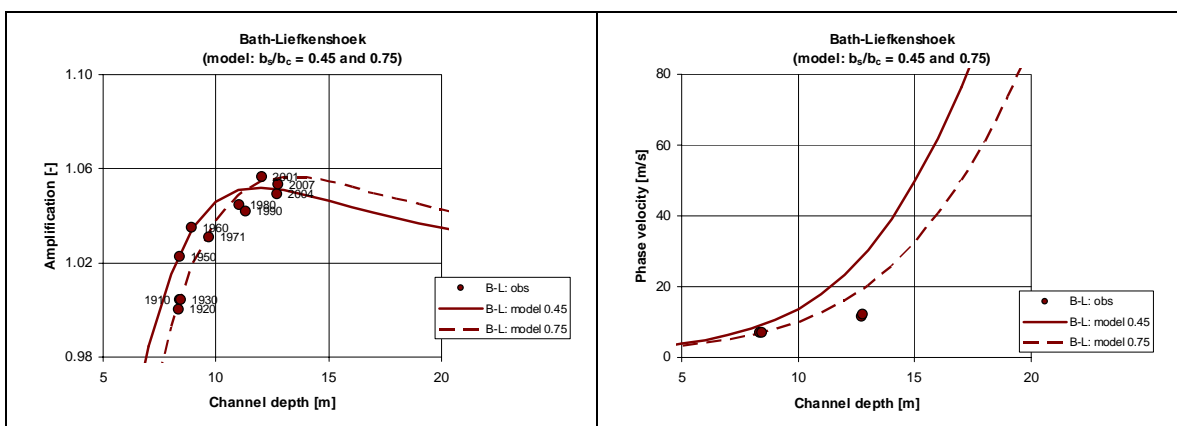 Bath-Liefkenshoek
(model: bs/bc = 0.45 and 0.75)
1.10
1.06
1.02
0.98
Amplification [-]
2001
2007
2004
1980
1990
1960
1971
1950
1910
1930
1920
B-L: obs
B-L: model 0.45
B-L: model 0.75
5
10
15
20
Channel depth [m]
Bath-Liefkenshoek
(model: bs/bc = 0.45 and 0.75)
80
60
40
20
0
Phase velocity [m/s]
B-L: obs
B-L: model 0.45
B-L: model 0.75
5
10
15
20
Channel depth [m]